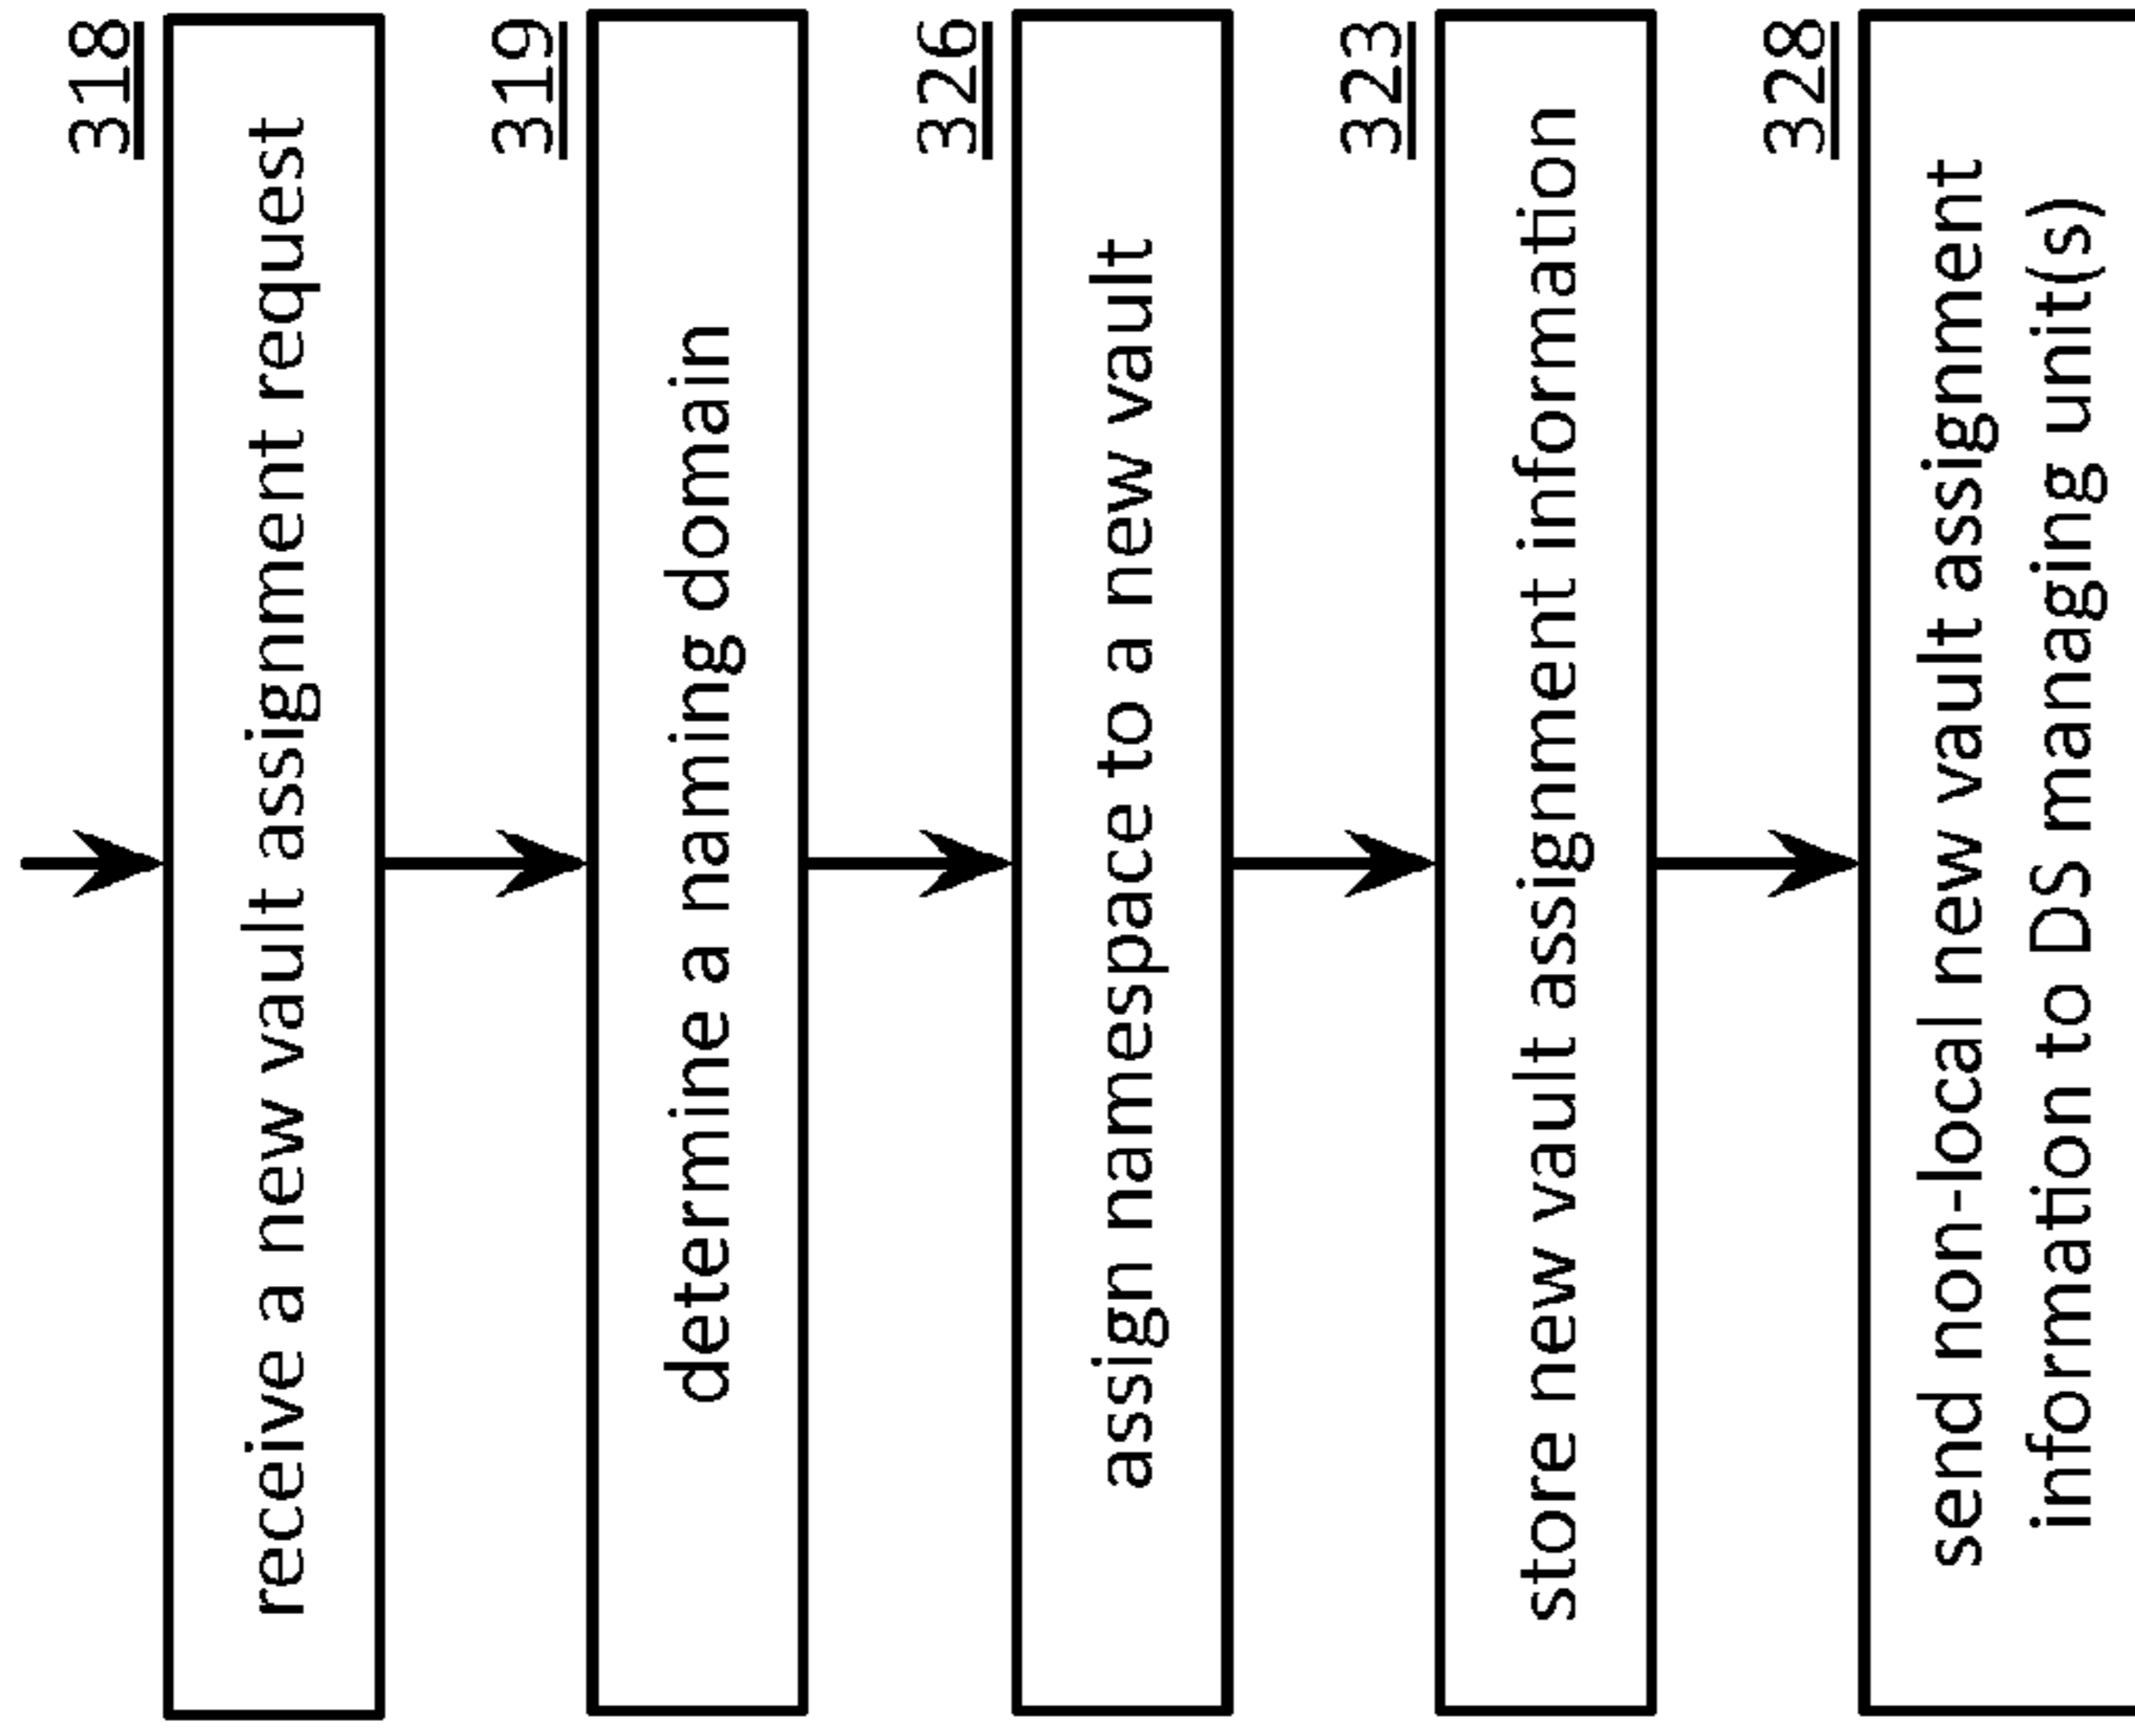 318
receive a new vault assignment request
319
determine a naming domain
326
assign namespace to a new vault
323
store new vault assignment information
328
send non-local new vault assignment
information to DS managing unit(s)